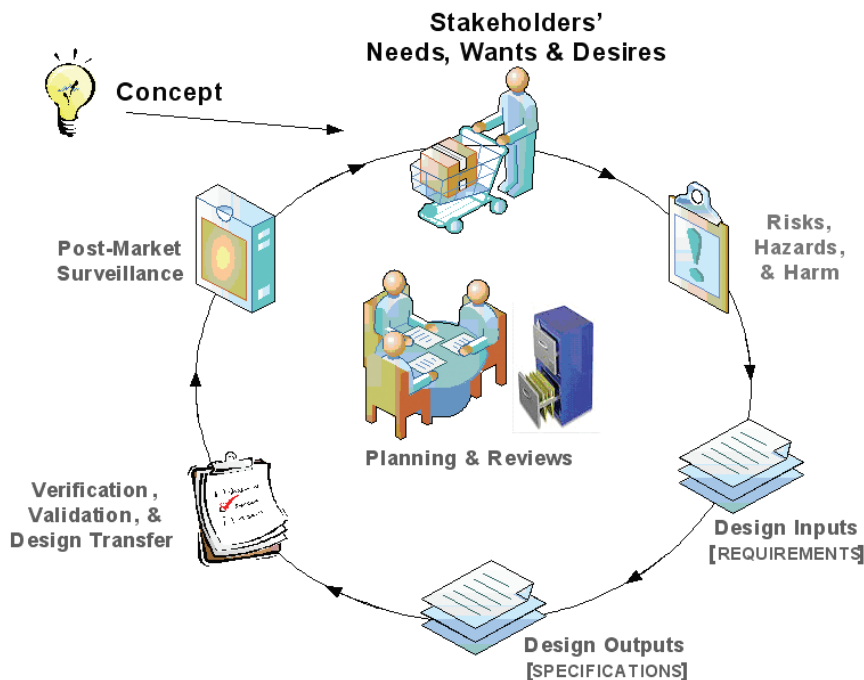 Stakeholders'
Needs, Wants & Desires
Concept
Risks,
Hazards,
& Harm
Post-Market
Surveillance
Planning & Reviews
Design Inputs
[REQUIREMENTS]
Verification,
Validation, &
Design Transfer
Design Outputs
[SPECIFICATIONS]